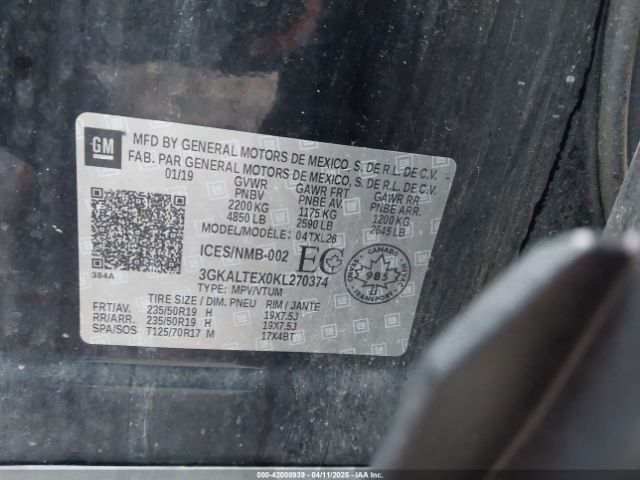 GM
MFD BY GENERAL MOTORS DE MEXICO, S. DE R.L. DE C.V.
FAB. PAR GENERAL MOTORS DE MEXICO, S. DE R.L. DE C.V.
01/19 GVWR GAWR FRT GAWR RR
PNBV PNBE AV. PNBE ARR.
2200 KG 1175 KG 1200 KG
4850 LB 2590 LB 2645 LB
MODEL/MODÈLE: 04TXL26
ICES/NMB-002 EC CANADA 985
384A
3GKALTEX0KL270374
TYPE: MPV/VTUM
TIRE SIZE / DIM. PNEU RIM / JANTE
FRT/AV. 235/50R19 H 19X7.5J
RR/ARR. 235/50R19 H 19X7.5J
SPA/SOS T125/70R17 M 17X4BT
000-42008939 - 04/11/2025 - IAA Inc.